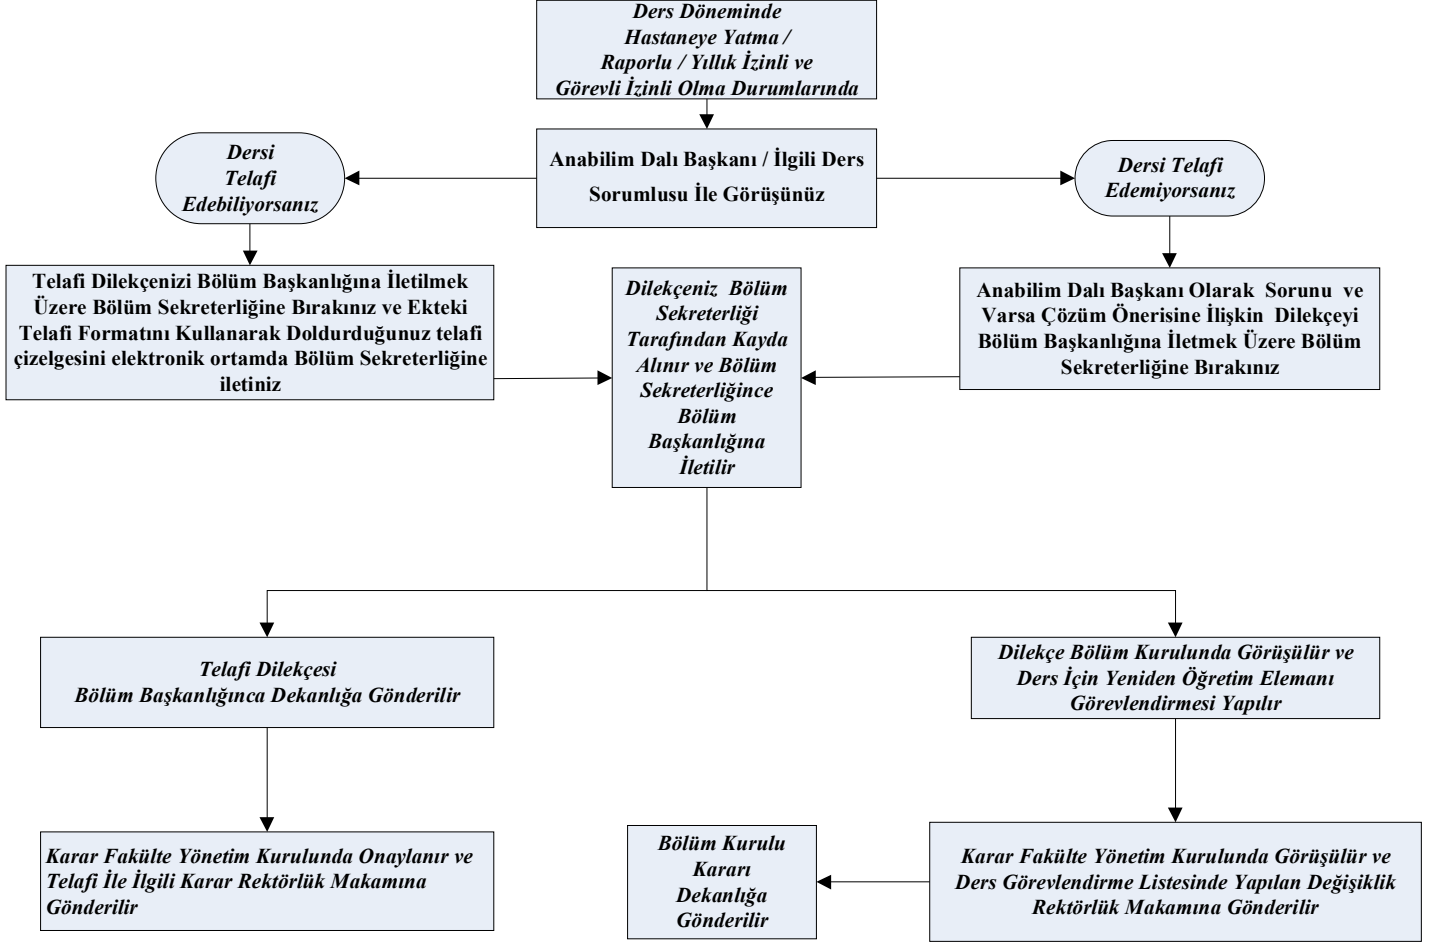 Ders Döneminde
Hastaneye Yatma /
Raporlu / Yıllık İzinli ve
Görevli İzinli Olma Durumlarında
Anabilim Dalı Başkanı / İlgili Ders
Sorumlusu İle Görüşünüz
Dersi
Telafi
Edebiliyorsanız
Dersi Telafi
Edemiyorsanız
Telafi Dilekçenizi Bölüm Başkanlığına İletilmek
Üzere Bölüm Sekreterliğine Bırakınız ve Ekteki
Telafi Formatını Kullanarak Doldurduğunuz telafi
çizelgesini elektronik ortamda Bölüm Sekreterliğine
iletiniz
Dilekçeniz Bölüm
Sekreterliği
Tarafından Kayda
Alınır ve Bölüm
Sekreterliğince
Bölüm
Başkanlığına
İletilir
Anabilim Dalı Başkanı Olarak Sorunu ve
Varsa Çözüm Önerisine İlişkin Dilekçeyi
Bölüm Başkanlığına İletmek Üzere Bölüm
Sekreterliğine Bırakınız
Telafi Dilekçesi
Bölüm Başkanlığınca Dekanlığa Gönderilir
Dilekçe Bölüm Kurulunda Görüşülür ve
Ders İçin Yeniden Öğretim Elemanı
Görevlendirmesi Yapılır
Karar Fakülte Yönetim Kurulunda Onaylanır ve
Telafi İle İlgili Karar Rektörlük Makamına
Gönderilir
Bölüm Kurulu
Kararı
Dekanlığa
Gönderilir
Karar Fakülte Yönetim Kurulunda Görüşülür ve
Ders Görevlendirme Listesinde Yapılan Değişiklik
Rektörlük Makamına Gönderilir